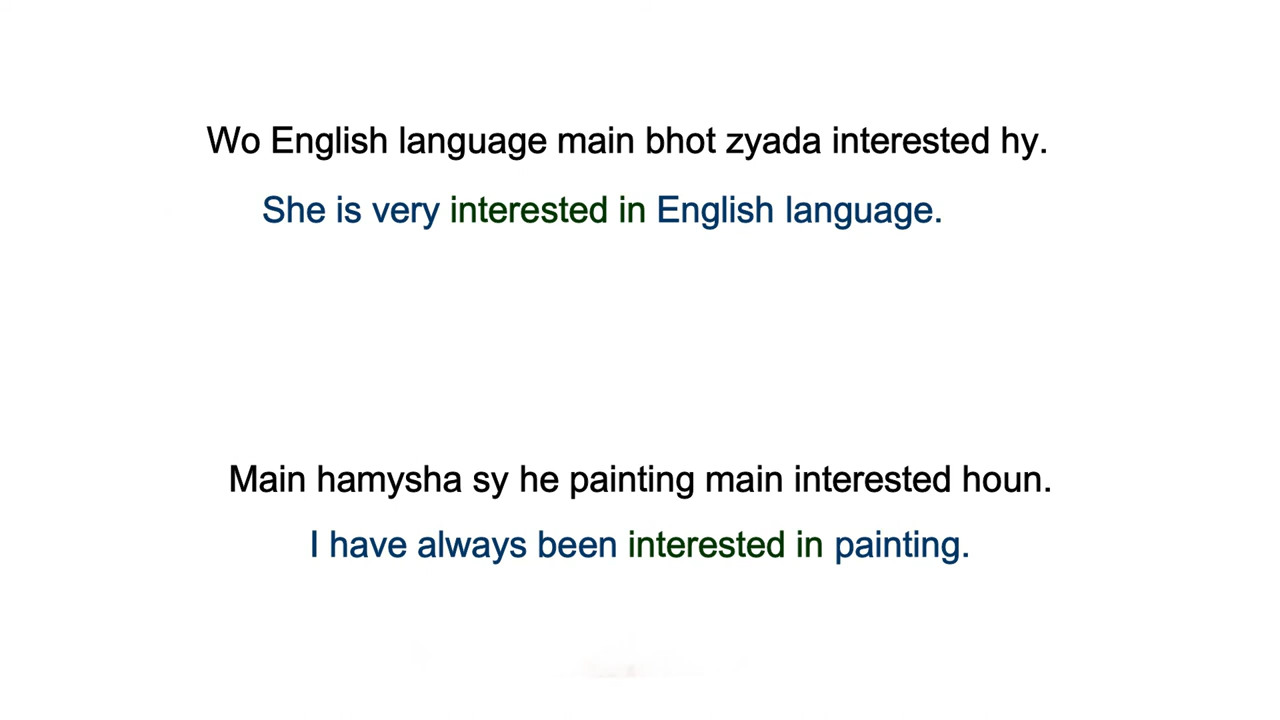 Wo English language main bhot zyada interested hy.
She is very interested in English language.
Main hamysha sy he painting main interested houn.
I have always been interested in painting.